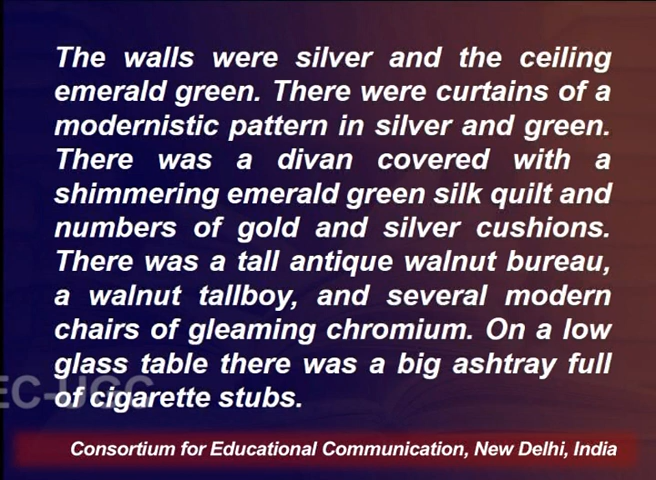 The walls were silver and the ceiling
emerald green. There were curtains of a
modernistic pattern in silver and green.
There was a divan covered with a
shimmering emerald green silk quilt and
numbers of gold and silver cushions.
There was a tall antique walnut bureau,
a walnut tallboy, and several modern
chairs of gleaming chromium. On a low
glass table there was a big ashtray full
of cigarette stubs.
EC-UGC
Consortium for Educational Communication, New Delhi, India